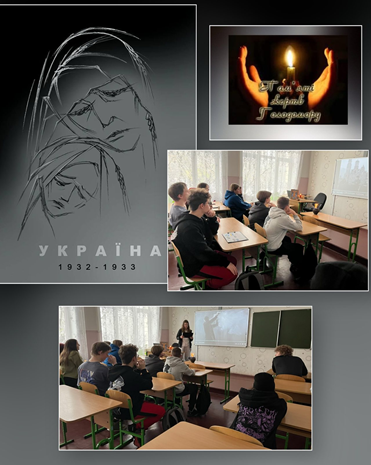 УКРАЇНА
1932-1933
Пам'яті
жертв
Голодомору